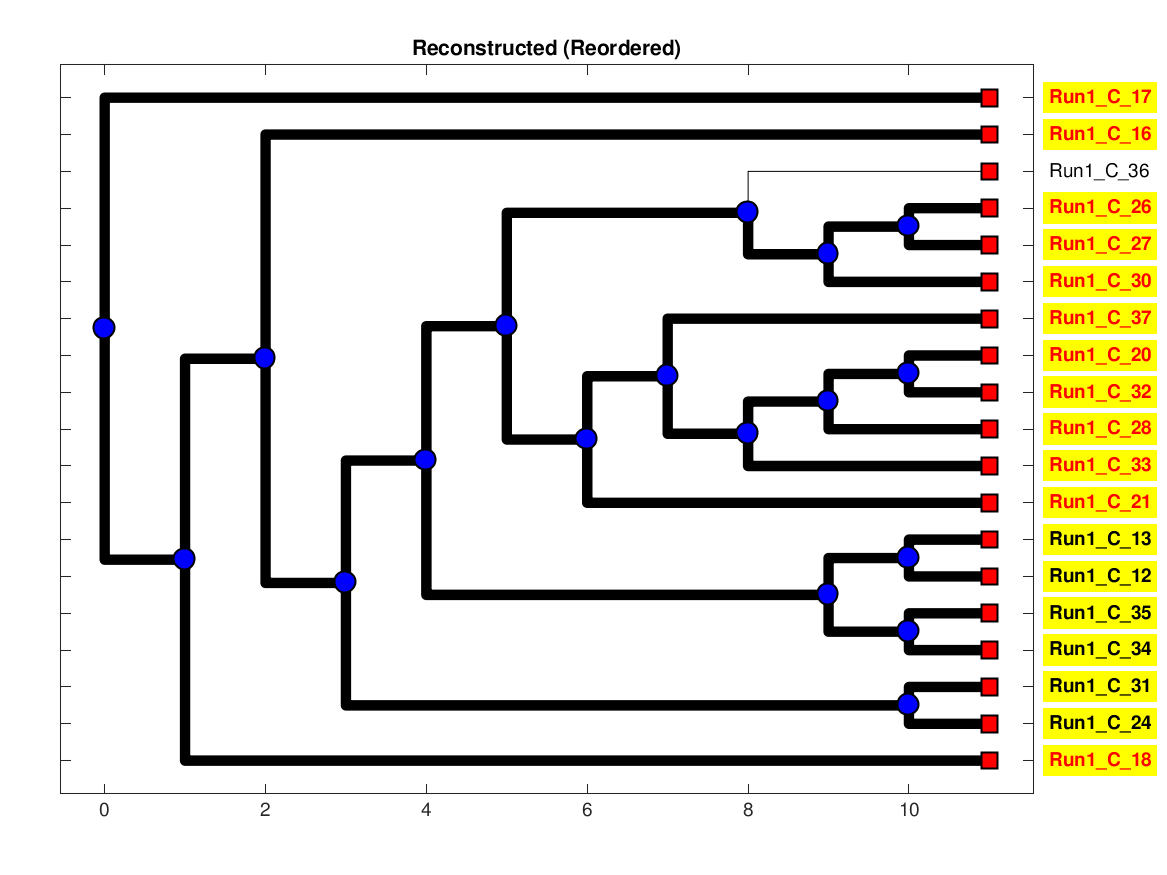 Reconstructed (Reordered)
Run1_C_17
Run1_C_16
Run1_C_36
Run1_C_26
Run1_C_27
Run1_C_30
Run1_C_37
Run1_C_20
Run1_C_32
Run1_C_28
Run1_C_33
Run1_C_21
Run1_C_13
Run1_C_12
Run1_C_35
Run1_C_34
Run1_C_31
Run1_C_24
Run1_C_18
0 2 4 6 8 10